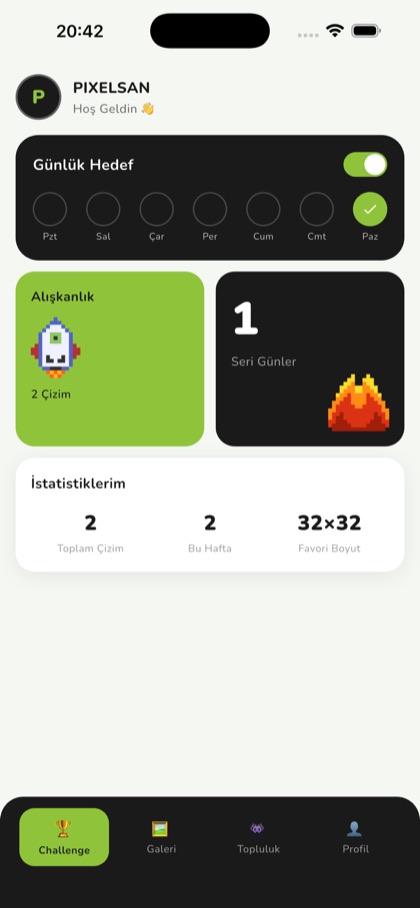 20:42
P
PIXELSAN
Hoş Geldin 👋
Günlük Hedef
Pzt Sal Çar Per Cum Cmt Paz
Alışkanlık
2 Çizim
1
Seri Günler
İstatistiklerim
2 2 32×32
Toplam Çizim Bu Hafta Favori Boyut
Challenge Galeri Topluluk Profil